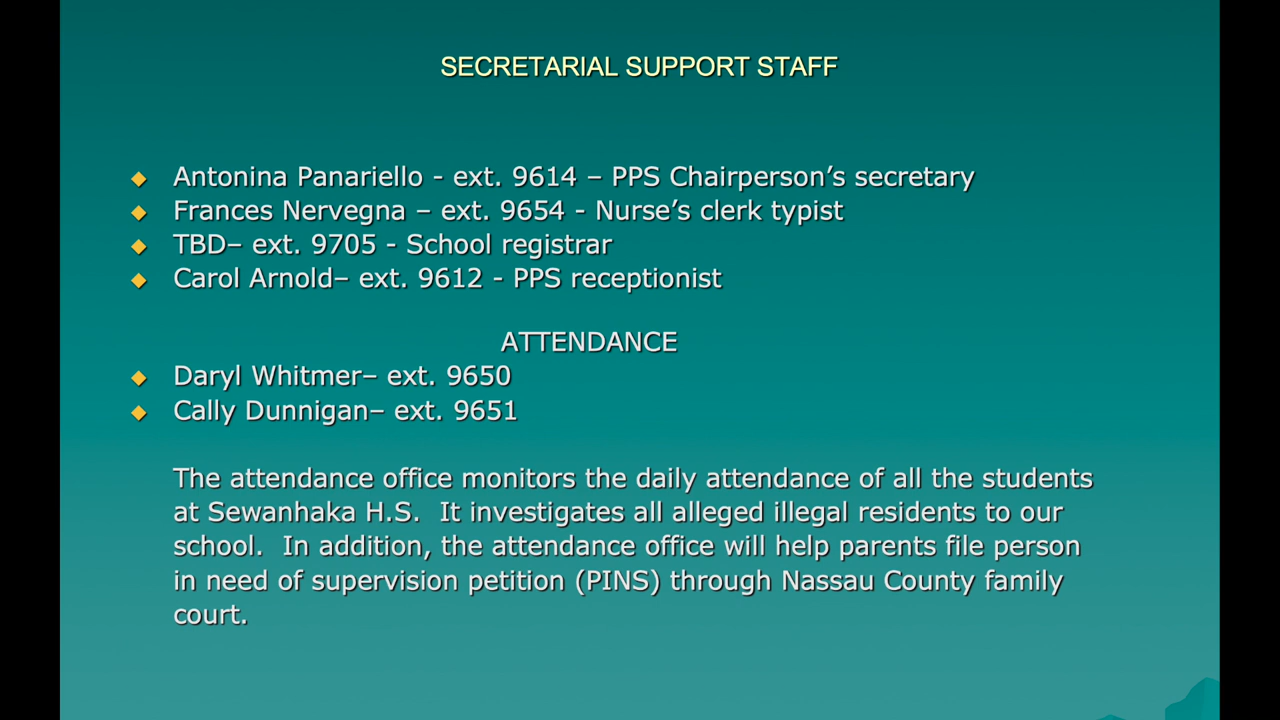 SECRETARIAL SUPPORT STAFF
Antonina Panariello - ext. 9614 – PPS Chairperson’s secretary
Frances Nervegna – ext. 9654 - Nurse’s clerk typist
TBD– ext. 9705 - School registrar
Carol Arnold– ext. 9612 - PPS receptionist
ATTENDANCE
Daryl Whitmer– ext. 9650
Cally Dunnigan– ext. 9651
The attendance office monitors the daily attendance of all the students
at Sewanhaka H.S.  It investigates all alleged illegal residents to our
school.  In addition, the attendance office will help parents file person
in need of supervision petition (PINS) through Nassau County family
court.